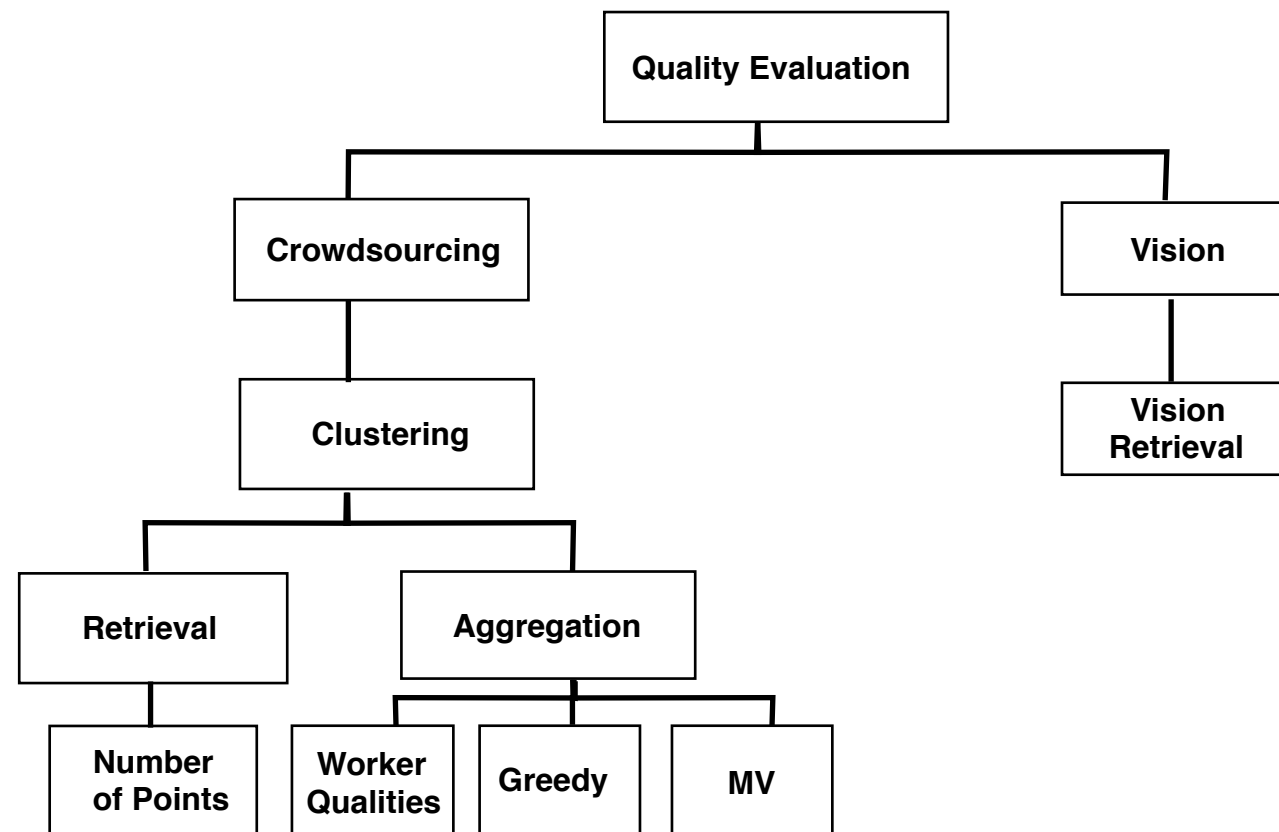 Quality Evaluation
Crowdsourcing
Vision
Clustering
Vision
Retrieval
Retrieval
Aggregation
Number
of Points
Worker
Qualities
Greedy
MV